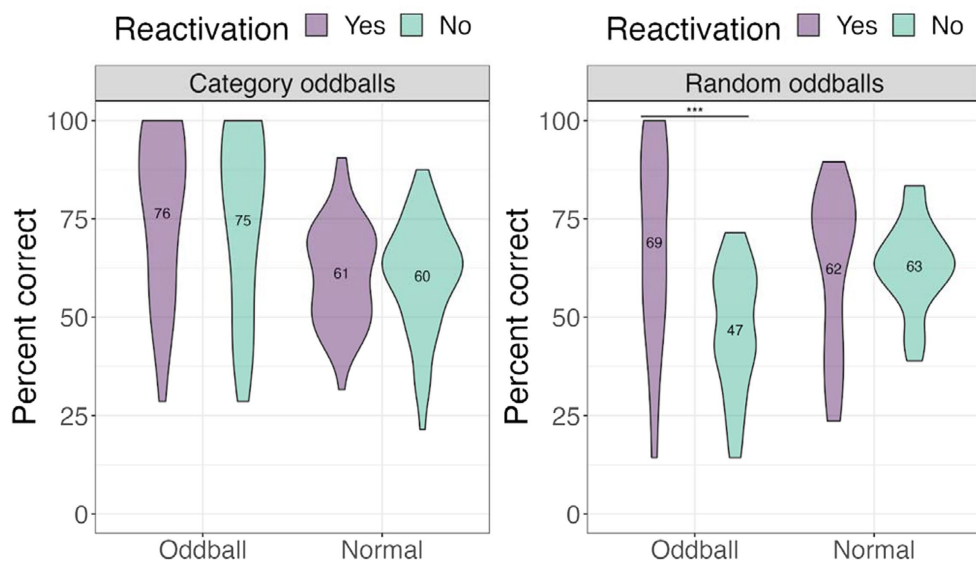 Reactivation Yes No
Category oddballs
Percent correct
100
75
50
25
0
76
75
61
60
Oddball Normal
Reactivation Yes No
Random oddballs
Percent correct
100
75
50
25
0
***
69
47
62
63
Oddball Normal